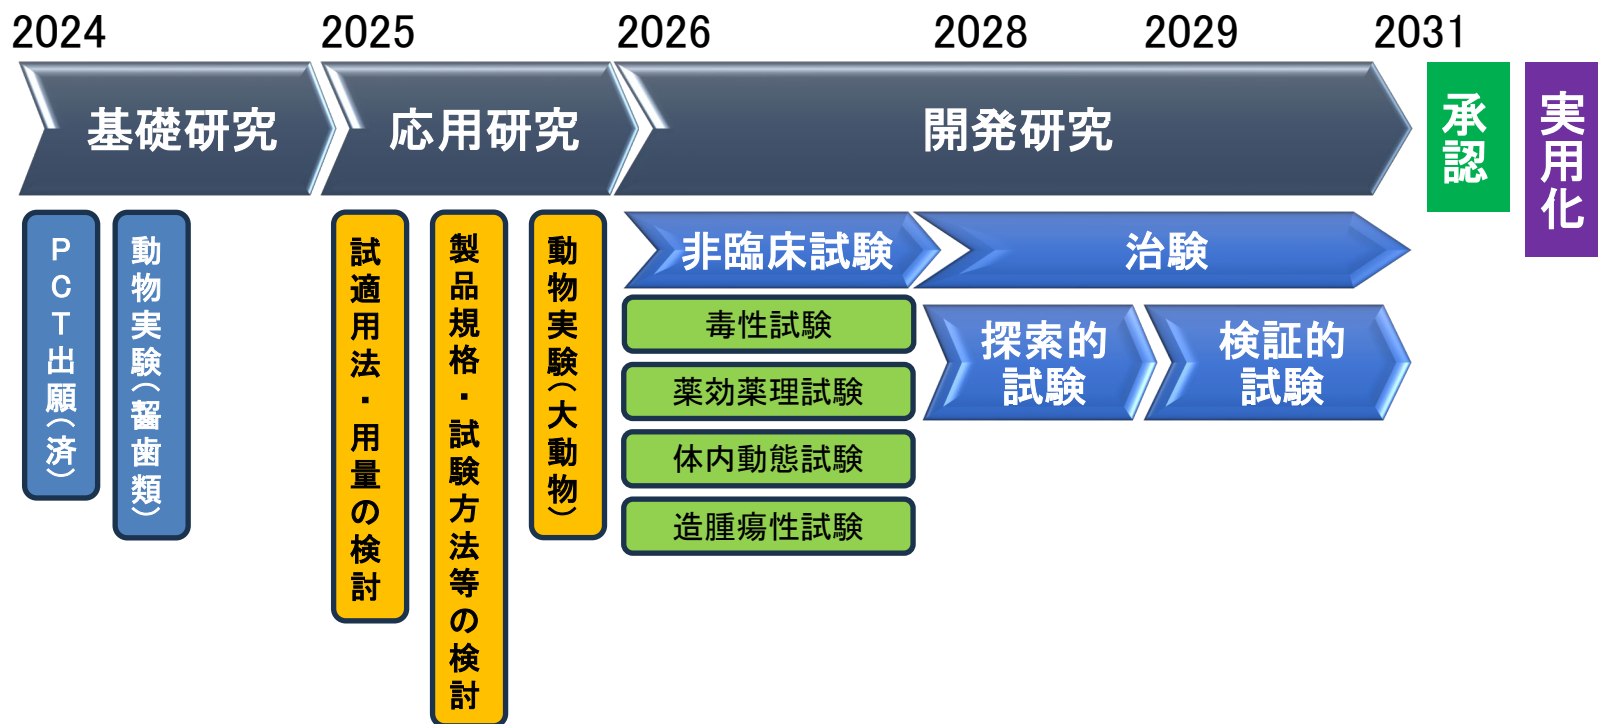 2024 2025 2026 2028 2029 2031
基礎研究
応用研究
開発研究
承認
実用化
PCT出願(済)
動物実験(齧歯類)
試適用法・用量の検討
製品規格・試験方法等の検討
動物実験(大動物)
非臨床試験
治験
毒性試験
薬効薬理試験
体内動態試験
造腫瘍性試験
探索的
試験
検証的
試験